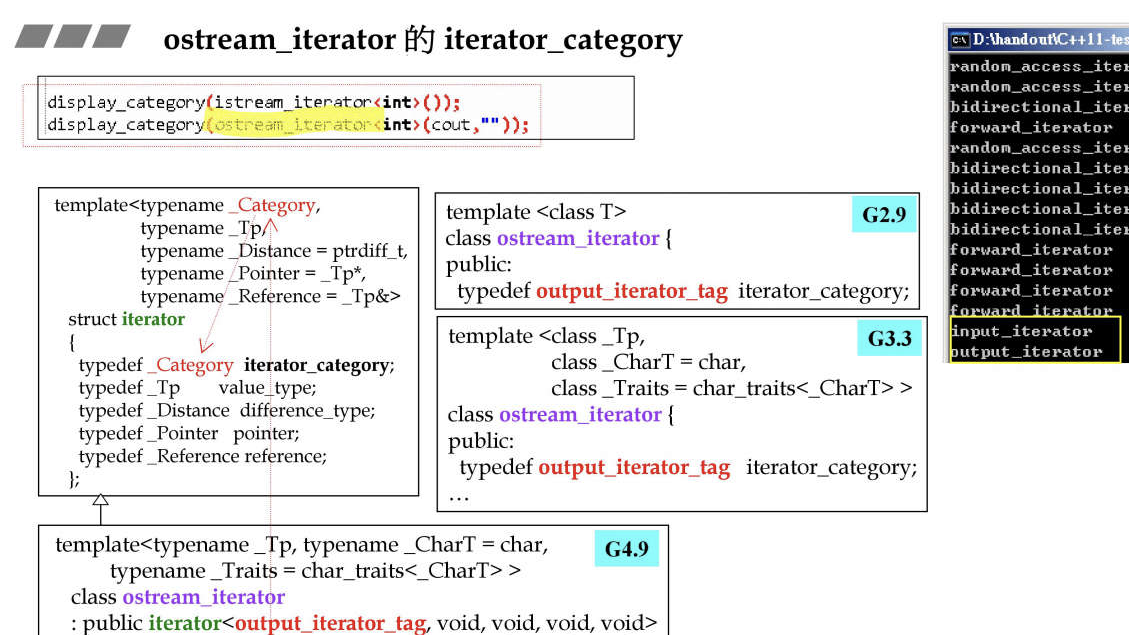 ostream_iterator 的 iterator_category
display_category(istream_iterator<int>());
display_category(ostream_iterator<int>(cout,""));
template<typename _Category,
typename _Tp,
typename _Distance = ptrdiff_t,
typename _Pointer = _Tp*,
typename _Reference = _Tp&>
struct iterator
{
typedef _Category iterator_category;
typedef _Tp value_type;
typedef _Distance difference_type;
typedef _Pointer pointer;
typedef _Reference reference;
};
G2.9
template <class T>
class ostream_iterator {
public:
typedef output_iterator_tag iterator_category;
G3.3
template <class _Tp,
class _CharT = char,
class _Traits = char_traits<_CharT> >
class ostream_iterator {
public:
typedef output_iterator_tag iterator_category;
…
G4.9
template<typename _Tp, typename _CharT = char,
typename _Traits = char_traits<_CharT> >
class ostream_iterator
: public iterator<output_iterator_tag, void, void, void, void>
D:\handout\C++11-tes
random_access_iter
random_access_iter
bidirectional_iter
forward_iterator
random_access_iter
bidirectional_iter
bidirectional_iter
bidirectional_iter
bidirectional_iter
forward_iterator
forward_iterator
forward_iterator
forward_iterator
input_iterator
output_iterator